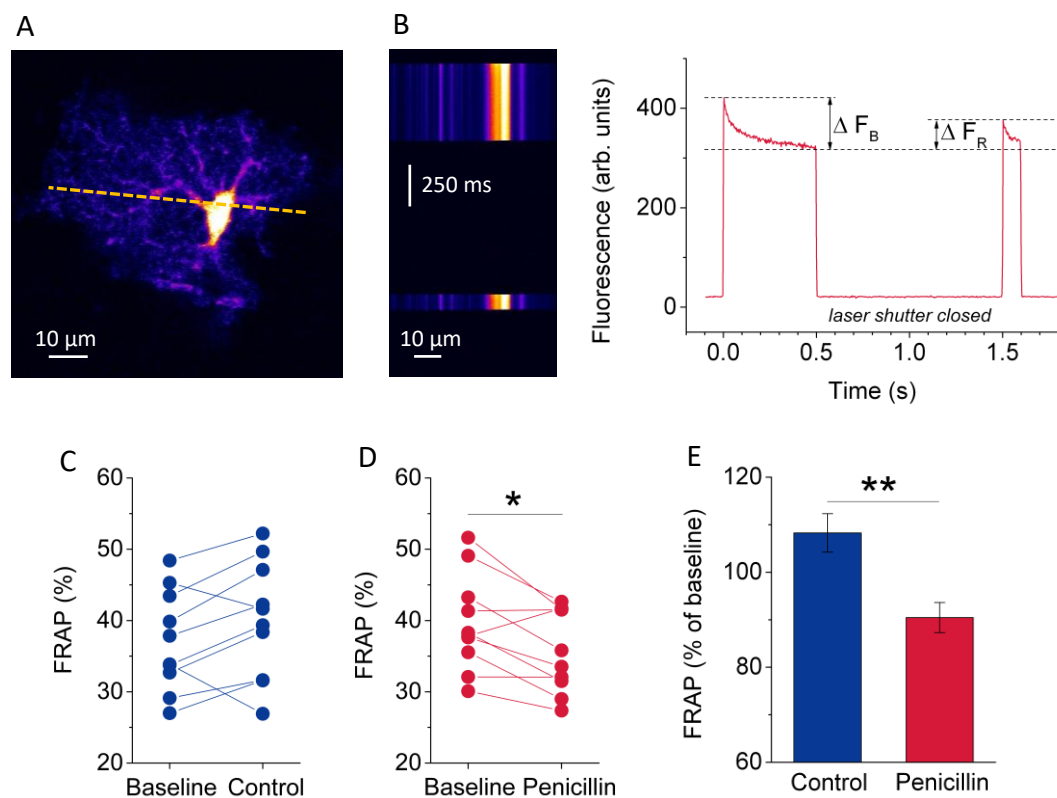 A
10 µm
B
250 ms
10 µm
Fluorescence (arb. units)
400
200
0
Δ F_B
Δ F_R
laser shutter closed
0.0 0.5 1.0 1.5
Time (s)
C
FRAP (%)
60
50
40
30
20
Baseline Control
D
FRAP (%)
60
50
40
30
20
*
Baseline Penicillin
E
FRAP (% of baseline)
120
100
80
60
**
Control Penicillin